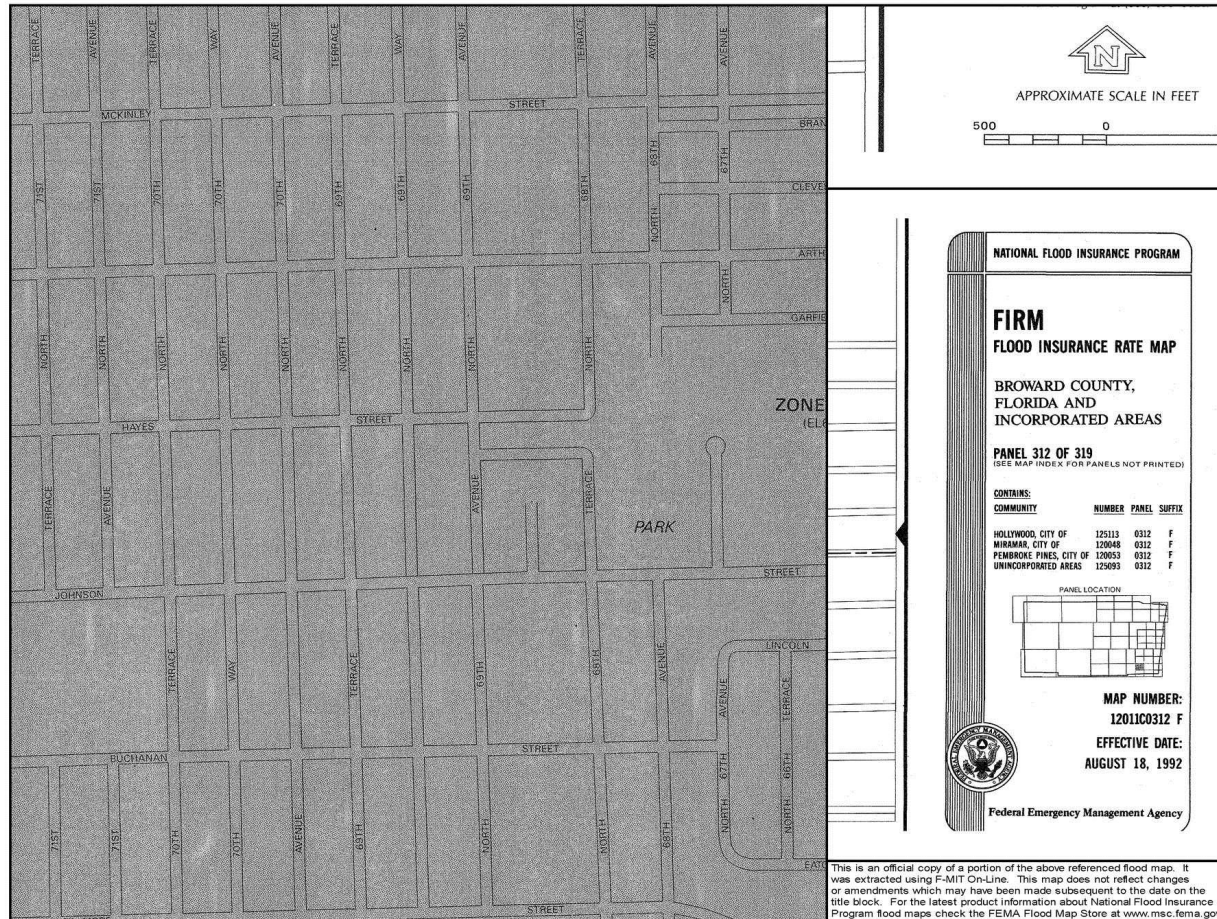 TERRACE
AVENUE
TERRACE
WAY
AVENUE
TERRACE
WAY
AVENUE
TERRACE
AVENUE
AVENUE
MCKINLEY
STREET
BRAN
71ST
71ST
70TH
70TH
70TH
69TH
69TH
69TH
68TH
68TH
67TH
CLEVE
NORTH
ARTH
NORTH
GARFIE
NORTH
NORTH
NORTH
NORTH
NORTH
NORTH
NORTH
NORTH
NORTH
ZONE
HAYES
STREET
TERRACE
AVENUE
AVENUE
TERRACE
PARK
JOHNSON
STREET
LINCOLN
TERRACE
WAY
TERRACE
69TH
68TH
AVENUE
AVENUE
TERRACE
BUCHANAN
STREET
67TH
66TH
71ST
71ST
70TH
70TH
AVENUE
69TH
NORTH
NORTH
68TH
NORTH
NORTH
EATO
N
APPROXIMATE SCALE IN FEET
500 0
NATIONAL FLOOD INSURANCE PROGRAM
FIRM
FLOOD INSURANCE RATE MAP
BROWARD COUNTY,
FLORIDA AND
INCORPORATED AREAS
PANEL 312 OF 319
(SEE MAP INDEX FOR PANELS NOT PRINTED)
CONTAINS:
COMMUNITY NUMBER PANEL SUFFIX
HOLLYWOOD, CITY OF 125113 0312 F
MIRAMAR, CITY OF 120048 0312 F
PEMBROKE PINES, CITY OF 120053 0312 F
UNINCORPORATED AREAS 125093 0312 F
PANEL LOCATION
MAP NUMBER:
12011C0312 F
EFFECTIVE DATE:
AUGUST 18, 1992
Federal Emergency Management Agency
This is an official copy of a portion of the above referenced flood map. It
was extracted using F-MIT On-Line. This map does not reflect changes
or amendments which may have been made subsequent to the date on the
title block. For the latest product information about National Flood Insurance
Program flood maps check the FEMA Flood Map Store at www.msc.fema.go